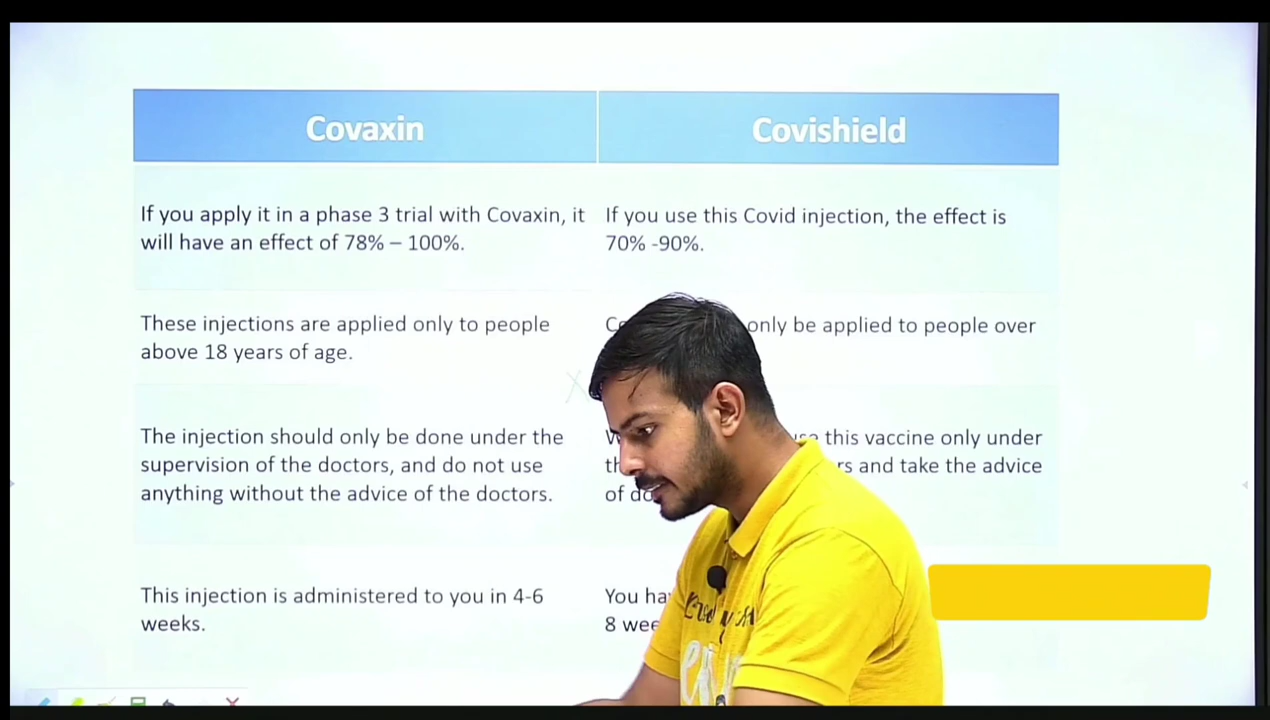 Covaxin
Covishield
If you apply it in a phase 3 trial with Covaxin, it
will have an effect of 78% – 100%.
If you use this Covid injection, the effect is
70% -90%.
These injections are applied only to people
above 18 years of age.
only be applied to people over
The injection should only be done under the
supervision of the doctors, and do not use
anything without the advice of the doctors.
this vaccine only under
and take the advice
of
This injection is administered to you in 4-6
weeks.
You
8